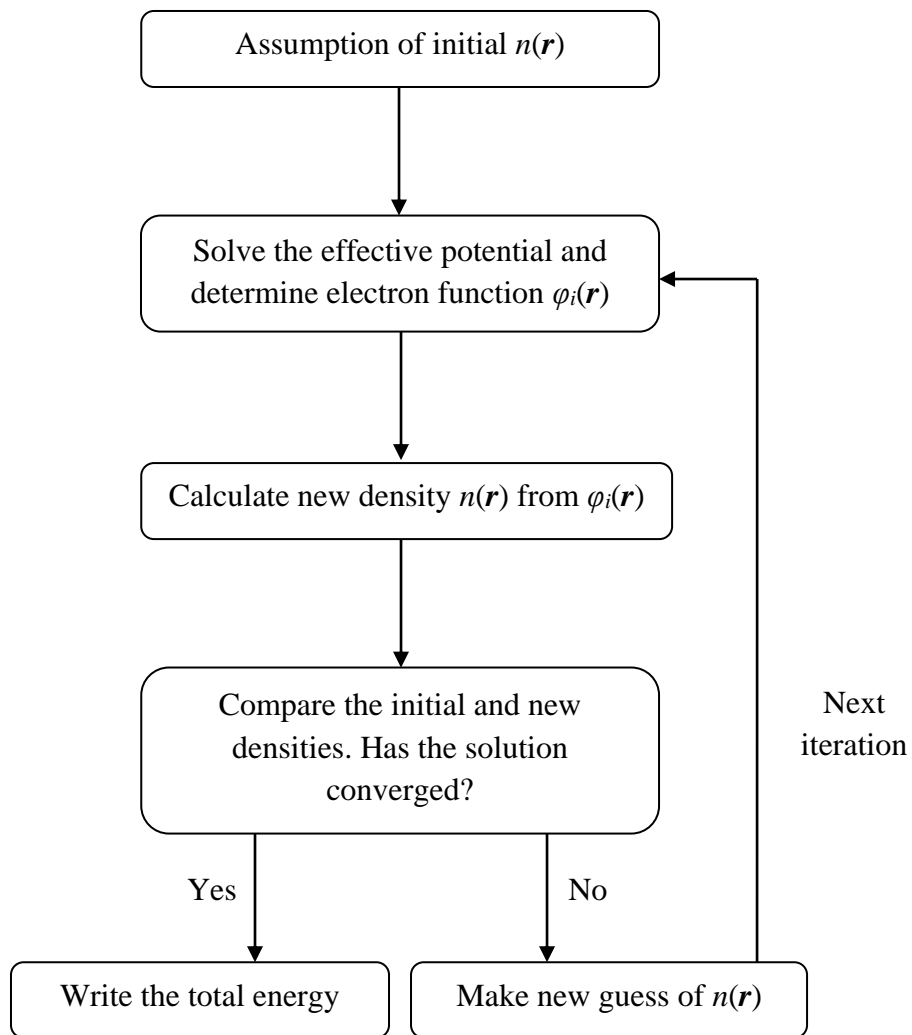 Assumption of initial n(r)
Solve the effective potential and
determine electron function φi(r)
Calculate new density n(r) from φi(r)
Compare the initial and new
densities. Has the solution
converged?
Next
iteration
Yes
No
Write the total energy
Make new guess of n(r)